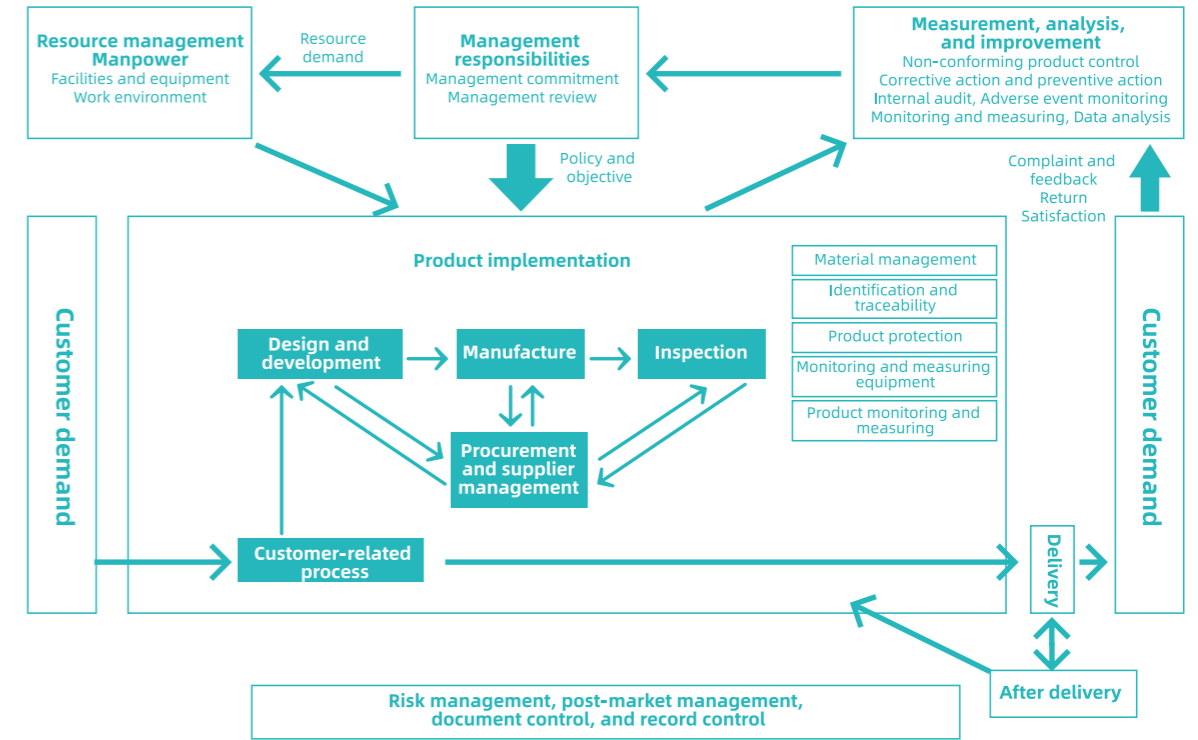 Resource management
Manpower
Facilities and equipment
Work environment
Resource
demand
Management
responsibilities
Management commitment
Management review
Measurement, analysis,
and improvement
Non-conforming product control
Corrective action and preventive action
Internal audit, Adverse event monitoring
Monitoring and measuring, Data analysis
Policy and
objective
Complaint and
feedback
Return
Satisfaction
Customer demand
Product implementation
Design and
development
Manufacture
Inspection
Procurement
and supplier
management
Customer-related
process
Material management
Identification and
traceability
Product protection
Monitoring and measuring
equipment
Product monitoring and
measuring
Delivery
Customer demand
After delivery
Risk management, post-market management,
document control, and record control